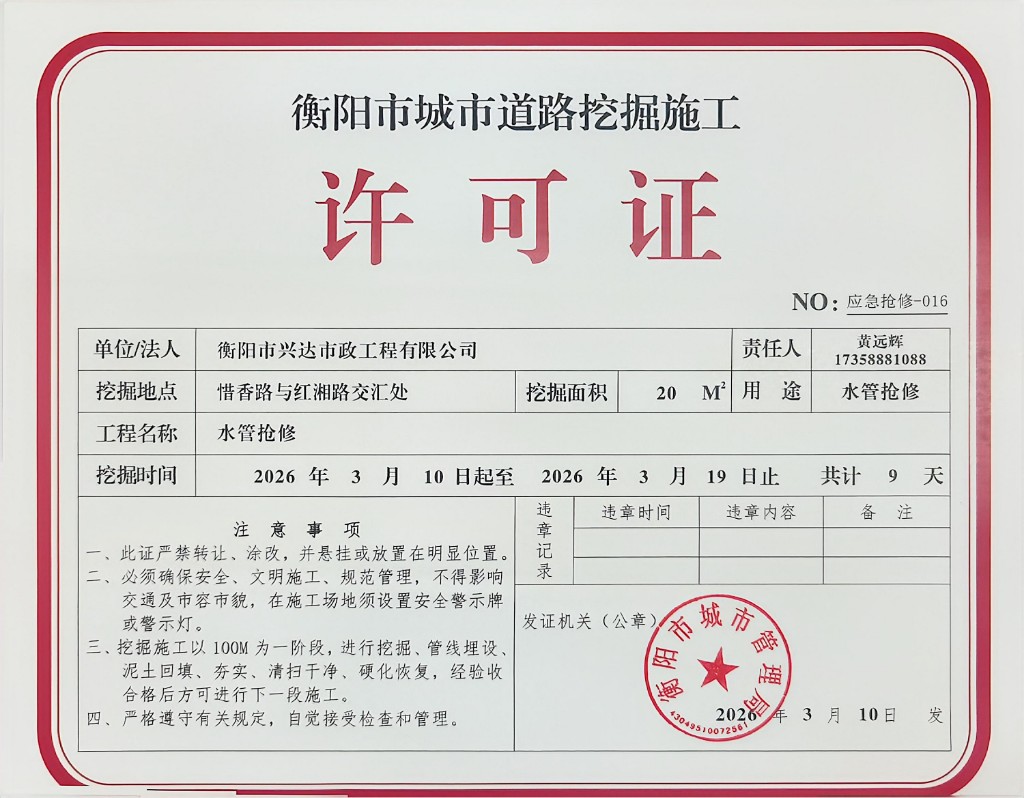 衡阳市城市道路挖掘施工
许可证
NO：应急抢修-016
单位/法人 衡阳市兴达市政工程有限公司 责任人 黄远辉 17358881088
挖掘地点 惜香路与红湘路交汇处 挖掘面积 20 M² 用途 水管抢修
工程名称 水管抢修
挖掘时间 2026 年 3 月 10 日起至 2026 年 3 月 19 日止 共计 9 天
注意事项
一、此证严禁转让、涂改，并悬挂或放置在明显位置。
二、必须确保安全、文明施工、规范管理，不得影响
交通及市容市貌，在施工场地须设置安全警示牌
或警示灯。
三、挖掘施工以 100M 为一阶段，进行挖掘、管线埋设、
泥土回填、夯实、清扫干净、硬化恢复，经验收
合格后方可进行下一段施工。
四、严格遵守有关规定，自觉接受检查和管理。
违章记录 违章时间 违章内容 备注
发证机关（公章）
衡阳市城市管理局
4304951007256
2026 年 3 月 10 日 发